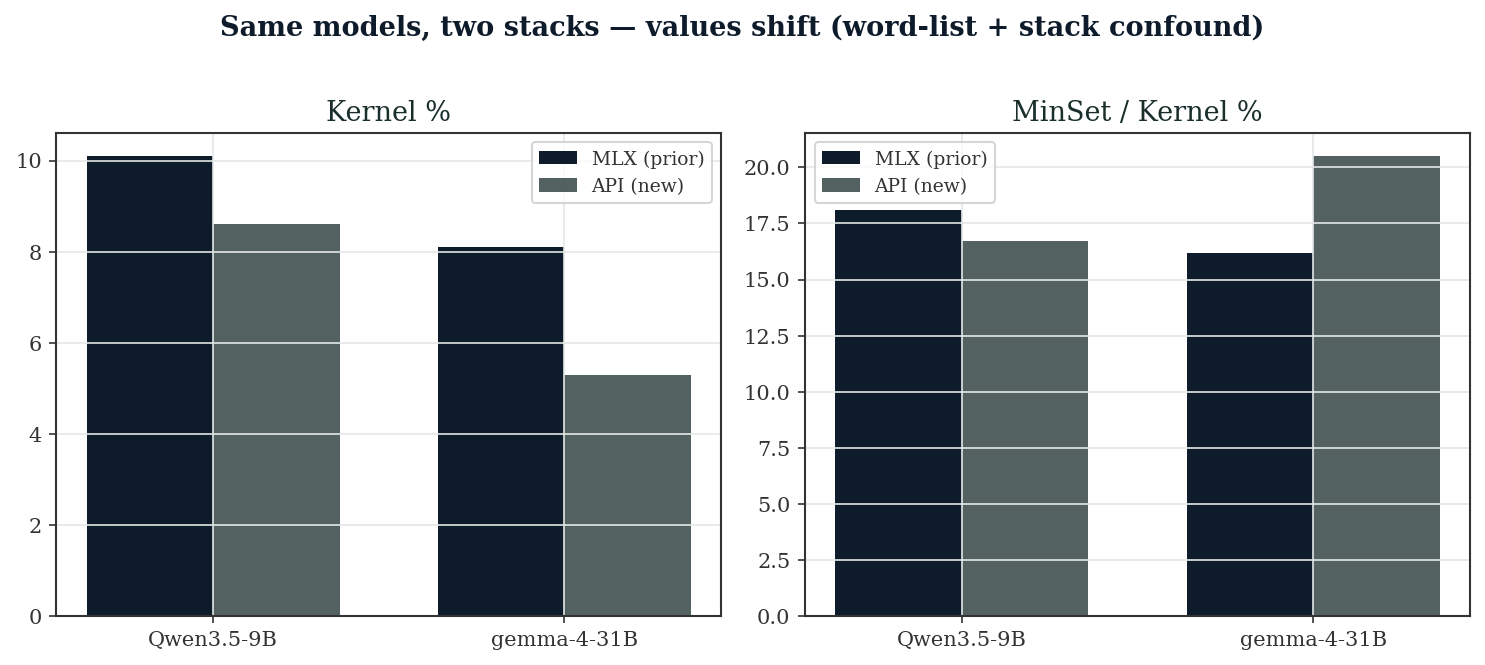 Same models, two stacks — values shift (word-list + stack confound)
Kernel %
MLX (prior)
API (new)
10
8
6
4
2
0
Qwen3.5-9B
gemma-4-31B
MinSet / Kernel %
MLX (prior)
API (new)
20.0
17.5
15.0
12.5
10.0
7.5
5.0
2.5
0.0
Qwen3.5-9B
gemma-4-31B